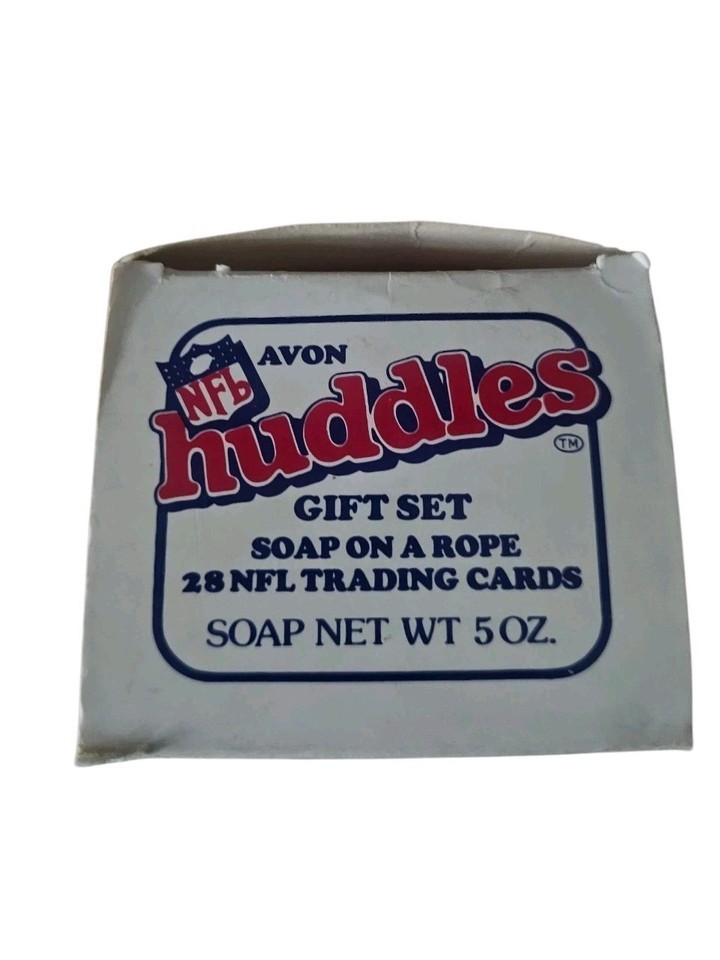 NFL
AVON
huddles
TM
GIFT SET
SOAP ON A ROPE
28 NFL TRADING CARDS
SOAP NET WT 5 OZ.